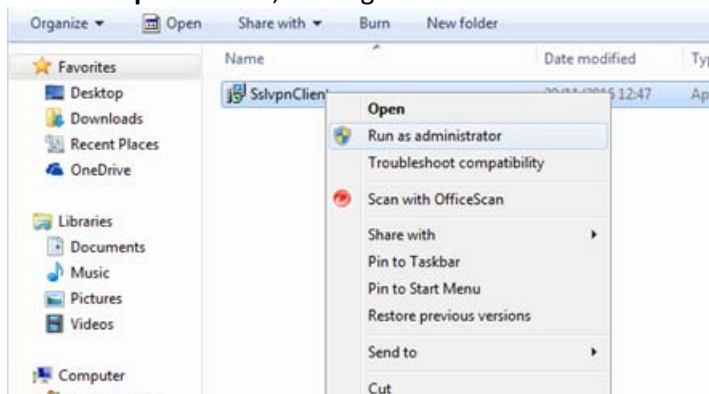 Organize Open Share with Burn New folder
Name Date modified
Favorites
Desktop
Downloads
Recent Places
OneDrive
Libraries
Documents
Music
Pictures
Videos
Computer
SslvpnClient 12:47
Open
Run as administrator
Troubleshoot compatibility
Scan with OfficeScan
Share with
Pin to Taskbar
Pin to Start Menu
Restore previous versions
Send to
Cut